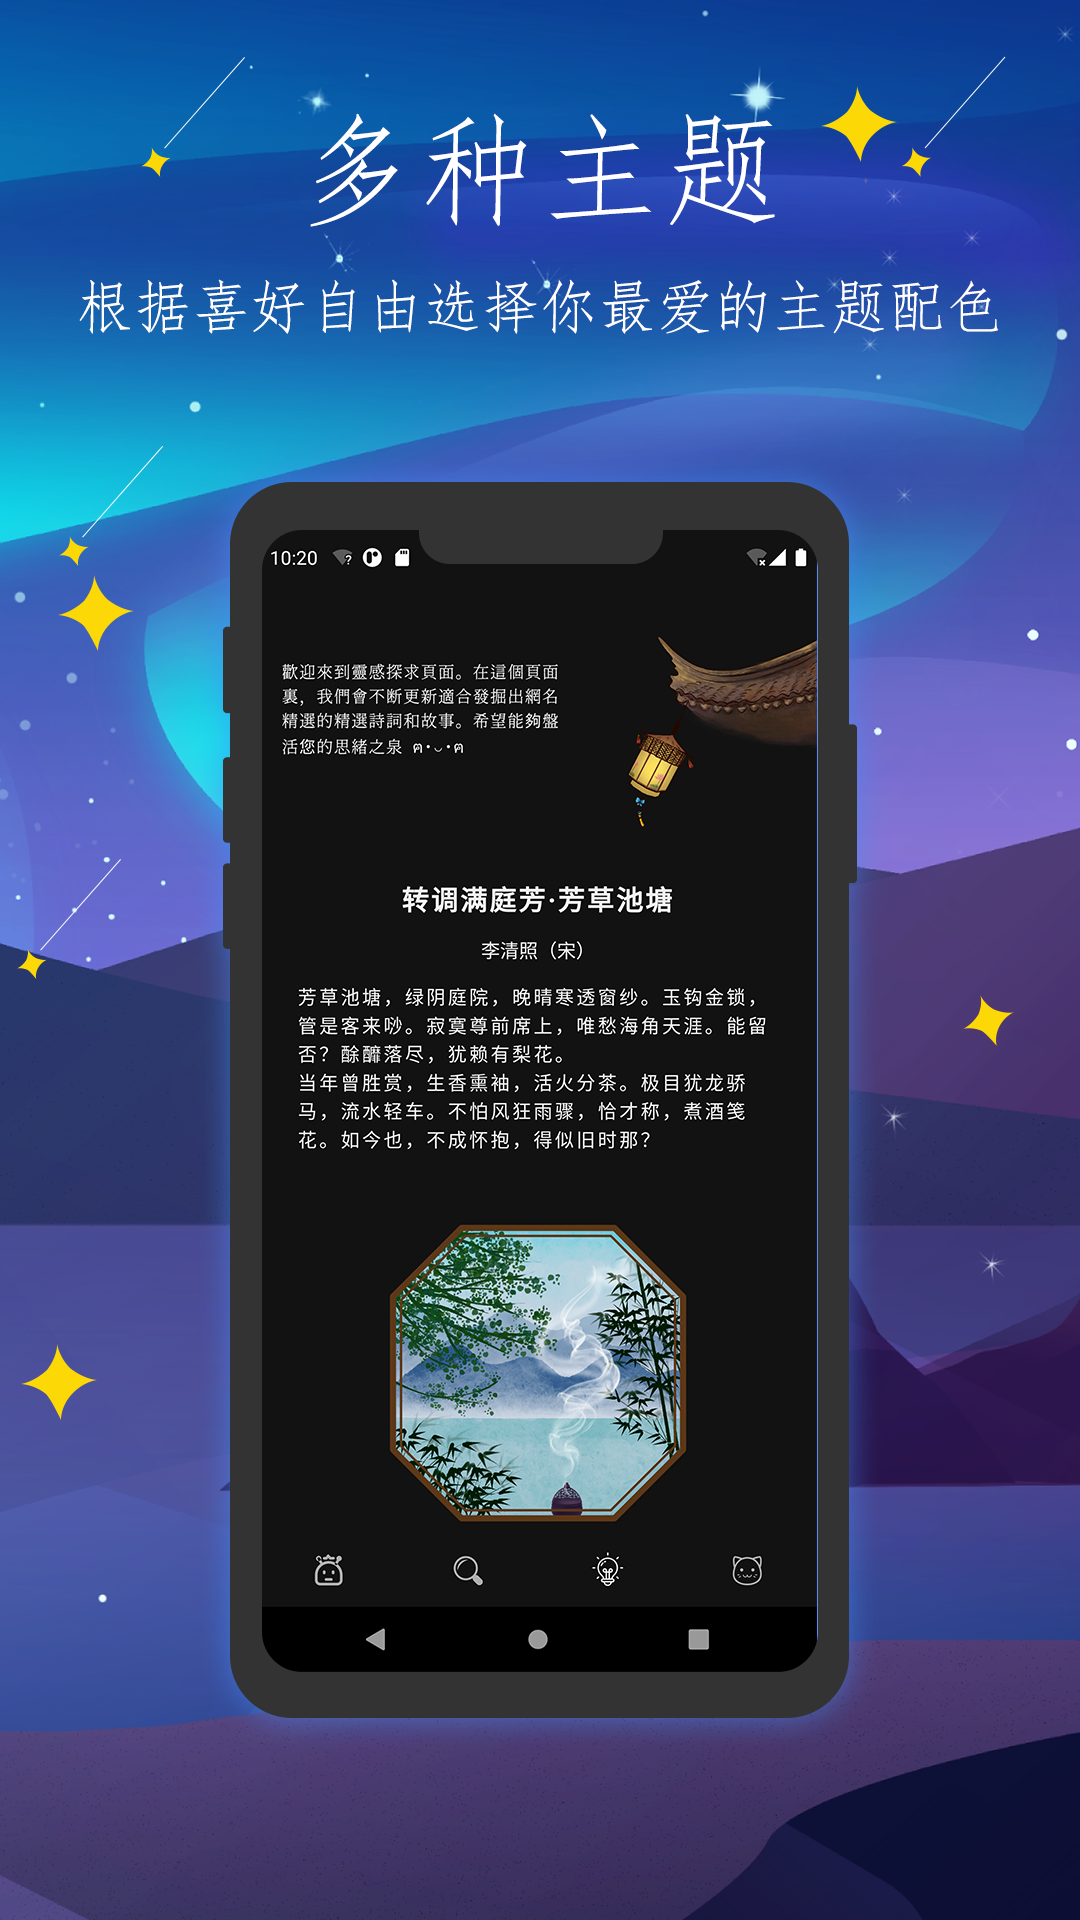 多种主题
根据喜好自由选择你最爱的主题配色
10:20
歡迎來到靈感探求頁面。在這個頁面
裏，我們會不断更新適合發掘出網名
精選的精選詩詞和故事。希望能夠盤
活您的思緒之泉 ฅ•◡•ฅ
转调满庭芳·芳草池塘
李清照（宋）
芳草池塘，绿阴庭院，晚晴寒透窗纱。玉钩金锁，
管是客来唦。寂寞尊前席上，唯愁海角天涯。能留
否？酴醾落尽，犹赖有梨花。
当年曾胜赏，生香熏袖，活火分茶。极目犹龙骄
马，流水轻车。不怕风狂雨骤，恰才称，煮酒笺
花。如今也，不成怀抱，得似旧时那？